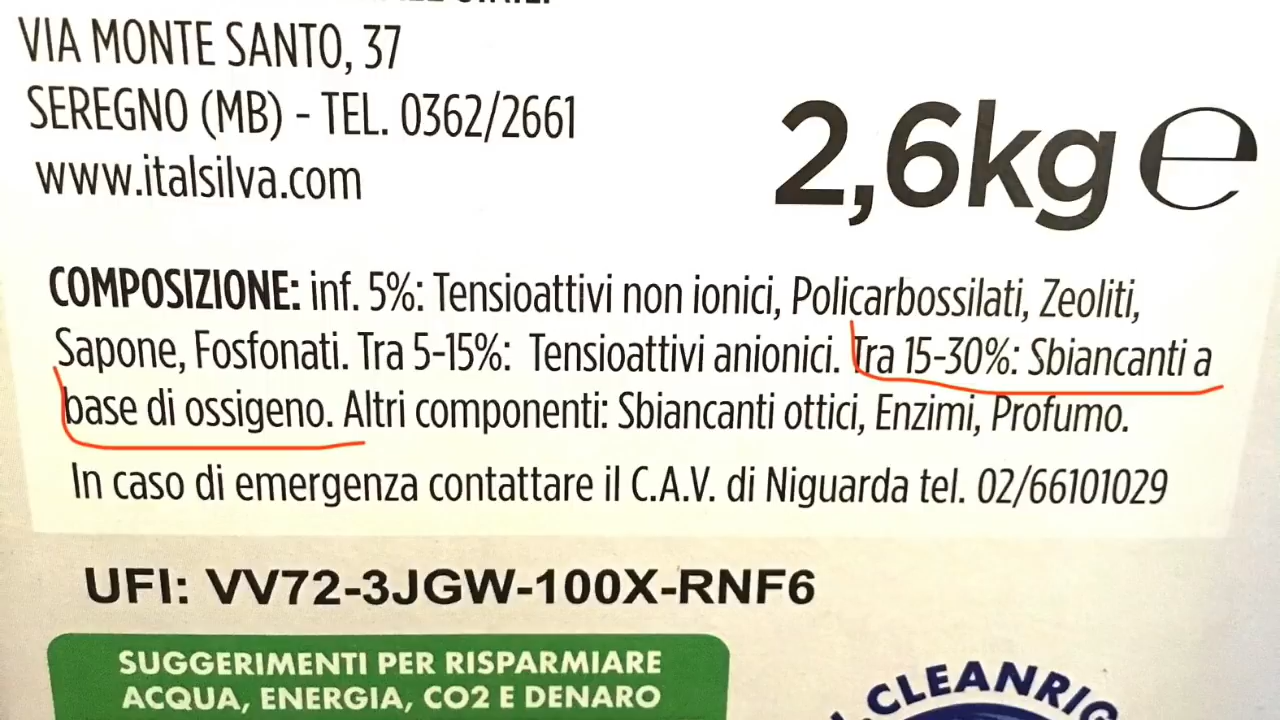 VIA MONTE SANTO, 37
SEREGNO (MB) - TEL. 0362/2661
www.italsilva.com
2,6kg e
COMPOSIZIONE: inf. 5%: Tensioattivi non ionici, Policarbossilati, Zeoliti,
Sapone, Fosfonati. Tra 5-15%: Tensioattivi anionici. Tra 15-30%: Sbiancanti a
base di ossigeno. Altri componenti: Sbiancanti ottici, Enzimi, Profumo.
In caso di emergenza contattare il C.A.V. di Niguarda tel. 02/66101029
UFI: VV72-3JGW-100X-RNF6
SUGGERIMENTI PER RISPARMIARE
ACQUA, ENERGIA, CO2 E DENARO